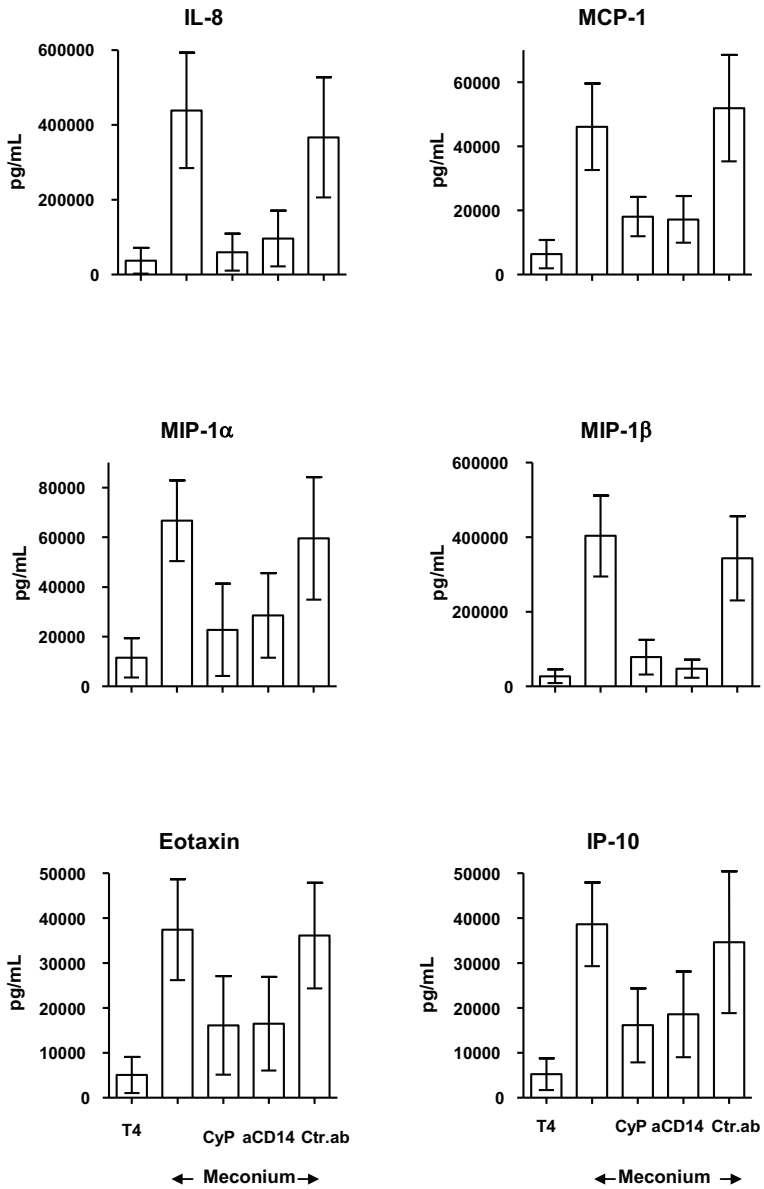 IL-8
600000
400000
200000
0
pg/mL
MCP-1
60000
40000
20000
0
pg/mL
MIP-1α
80000
60000
40000
20000
0
pg/mL
MIP-1β
600000
400000
200000
0
pg/mL
Eotaxin
50000
40000
30000
20000
10000
0
pg/mL
T4 CyP aCD14 Ctr.ab
← Meconium →
IP-10
50000
40000
30000
20000
10000
0
pg/mL
T4 CyP aCD14 Ctr.ab
← Meconium →